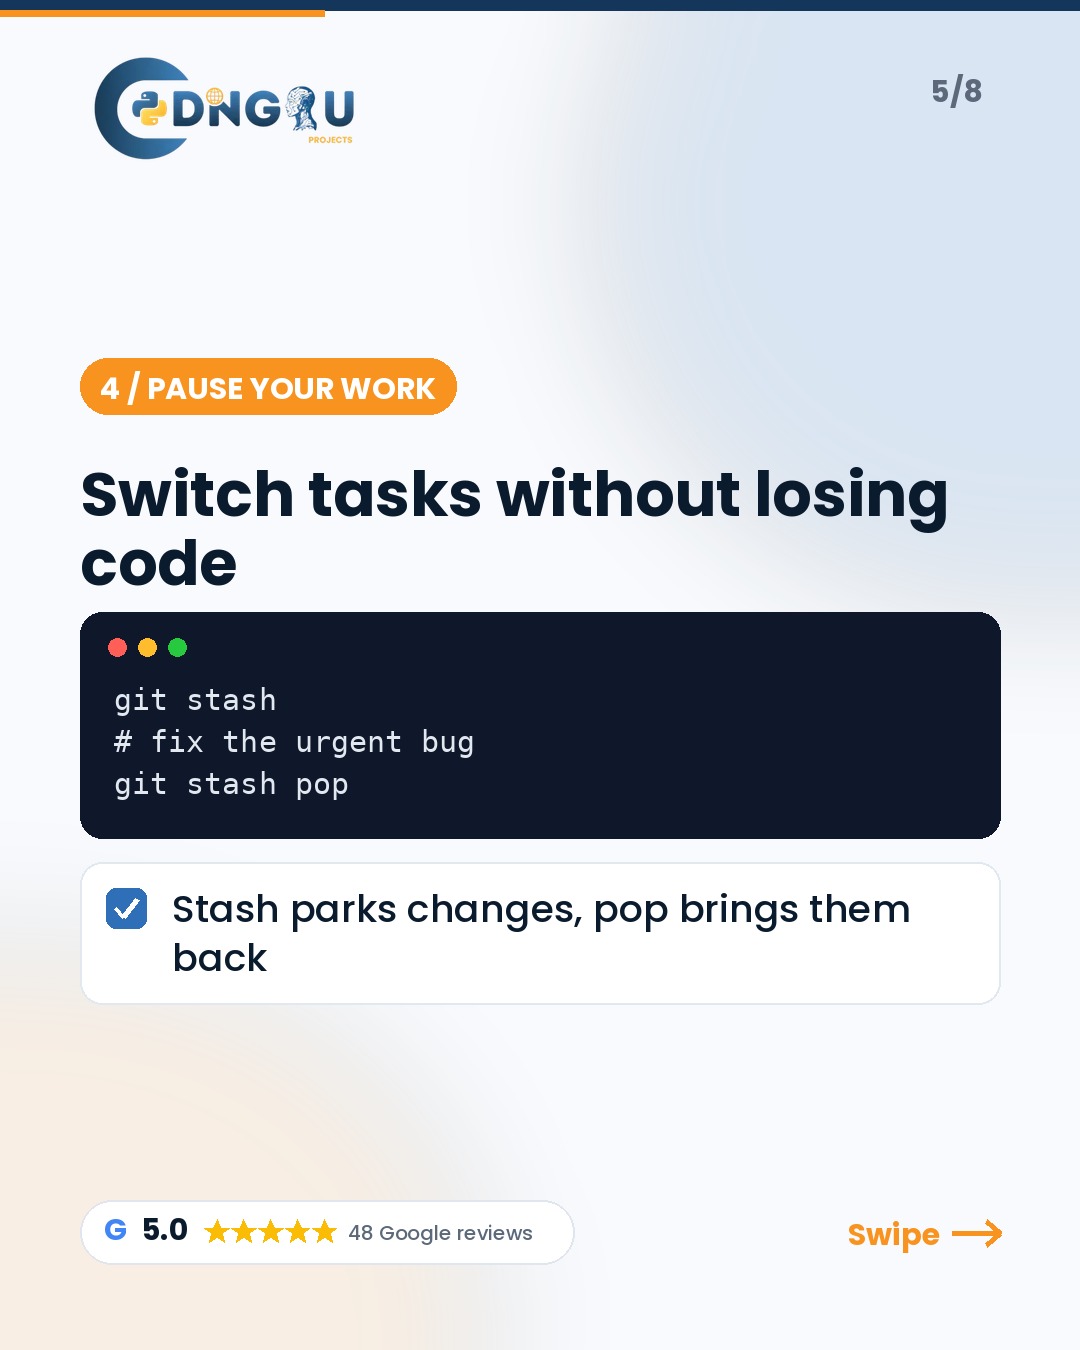 CDNG U
PROJECTS
5/8
4 / PAUSE YOUR WORK
Switch tasks without losing
code
git stash
# fix the urgent bug
git stash pop
Stash parks changes, pop brings them
back
G 5.0 48 Google reviews
Swipe